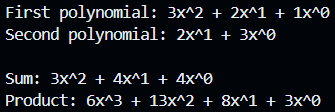 First polynomial: 3x^2 + 2x^1 + 1x^0
Second polynomial: 2x^1 + 3x^0
Sum: 3x^2 + 4x^1 + 4x^0
Product: 6x^3 + 13x^2 + 8x^1 + 3x^0